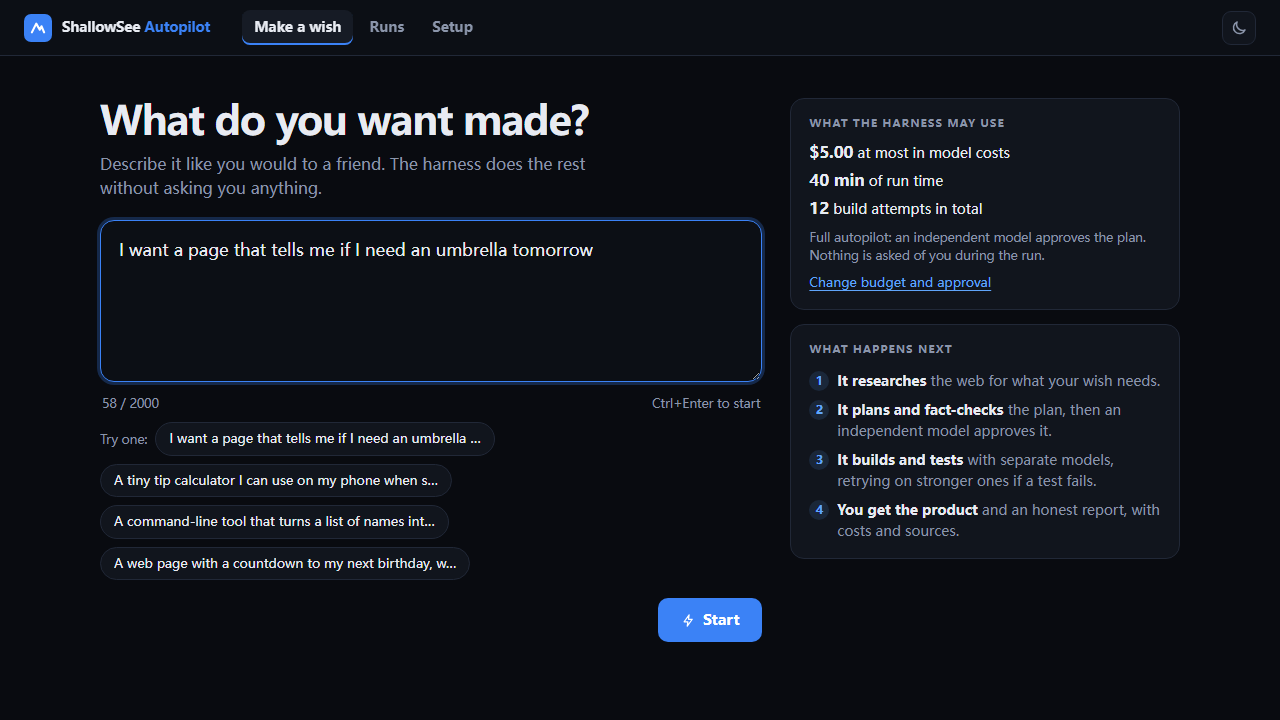 ShallowSee Autopilot
Make a wish
Runs
Setup
What do you want made?
Describe it like you would to a friend. The harness does the rest
without asking you anything.
I want a page that tells me if I need an umbrella tomorrow
58 / 2000
Ctrl+Enter to start
Try one:
I want a page that tells me if I need an umbrella ...
A tiny tip calculator I can use on my phone when s...
A command-line tool that turns a list of names int...
A web page with a countdown to my next birthday, w...
Start
WHAT THE HARNESS MAY USE
$5.00 at most in model costs
40 min of run time
12 build attempts in total
Full autopilot: an independent model approves the plan.
Nothing is asked of you during the run.
Change budget and approval
WHAT HAPPENS NEXT
1 It researches the web for what your wish needs.
2 It plans and fact-checks the plan, then an
independent model approves it.
3 It builds and tests with separate models,
retrying on stronger ones if a test fails.
4 You get the product and an honest report, with
costs and sources.